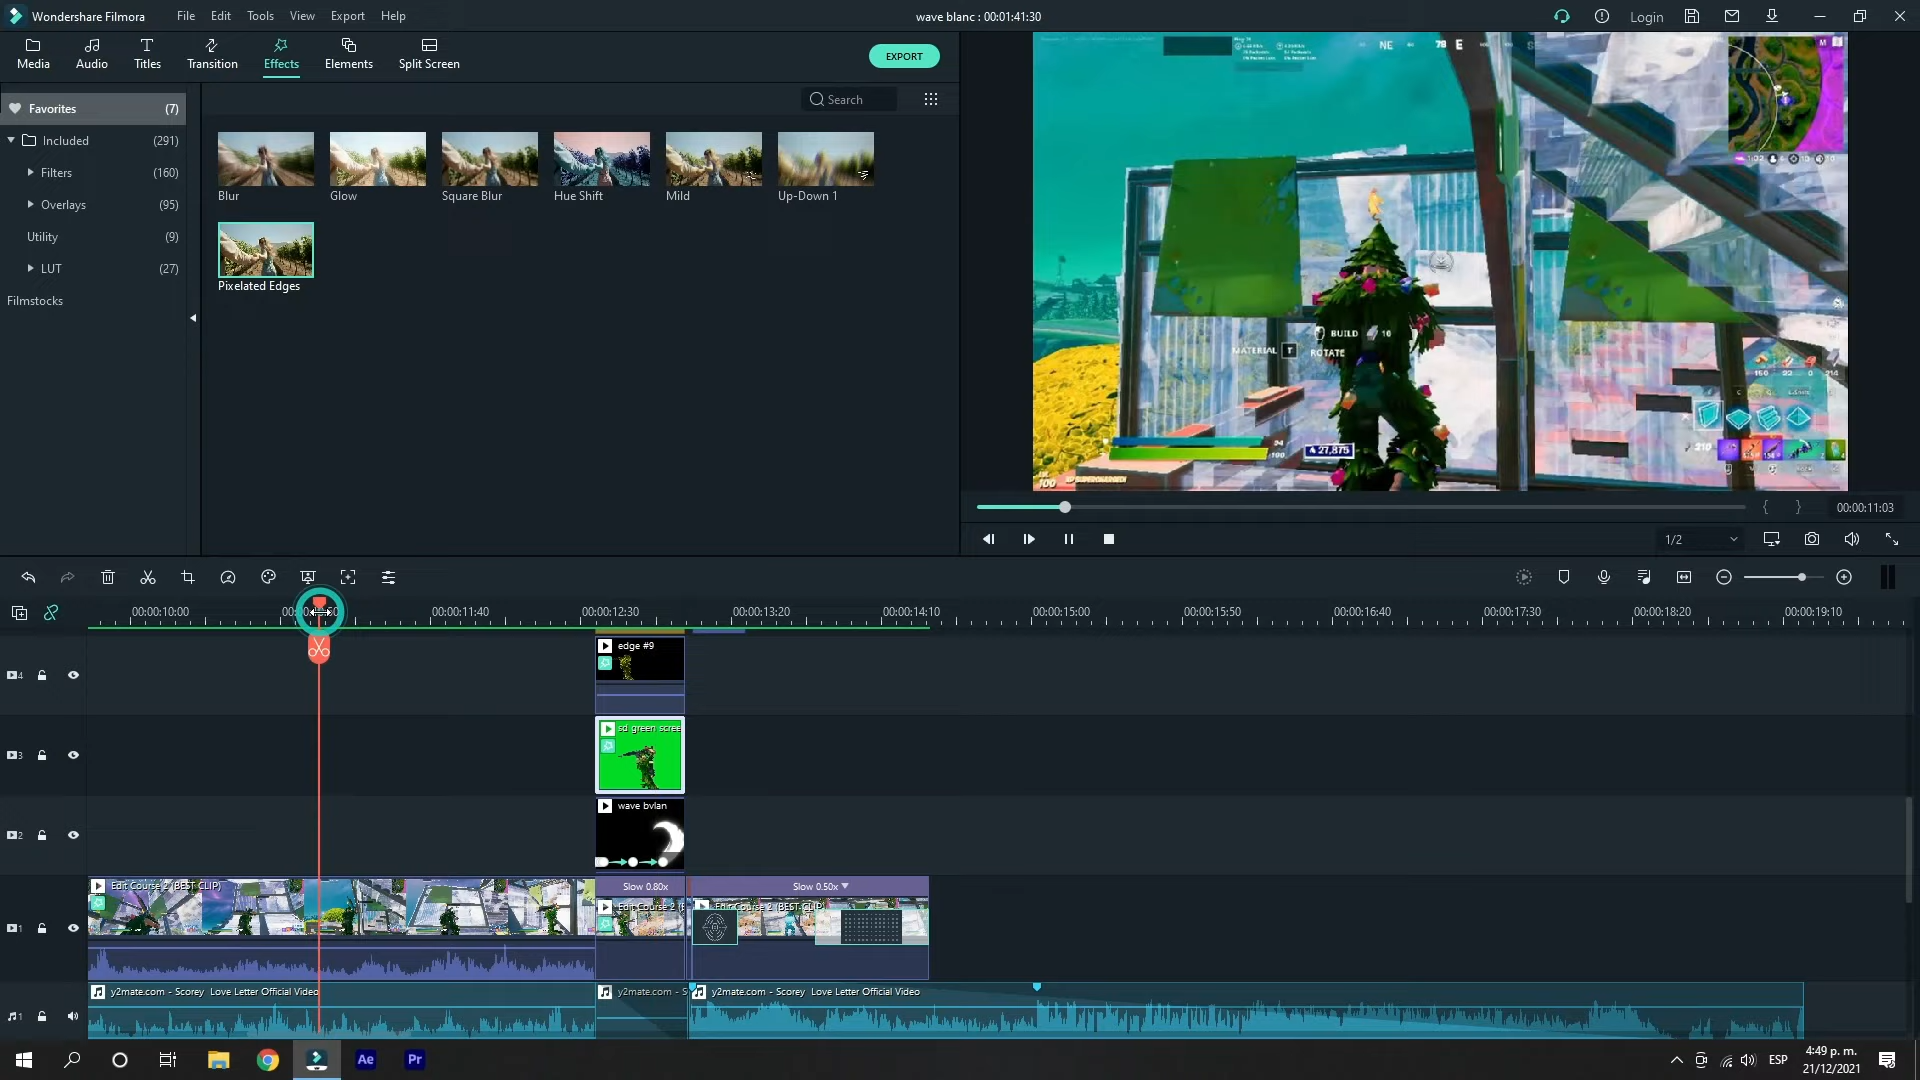 Wondershare Filmora
File Edit Tools View Export Help
wave blanc : 00:01:41:30
Login
Media Audio Titles Transition Effects Elements Split Screen
EXPORT
Favorites (7)
Included (291)
Filters (160)
Overlays (95)
Utility (9)
LUT (27)
Filmstocks
Search
Blur Glow Square Blur Hue Shift Mild Up-Down 1
Pixelated Edges
NE
E
BUILD 10
MATERIAL T ROTATE
27,875
100
{ } 00:00:11:03
1/2
00:00:10:00 00:00:11:40 00:00:12:30 00:00:13:20 00:00:14:10 00:00:15:00 00:00:15:50 00:00:16:40 00:00:17:30 00:00:18:20 00:00:19:10
4 edge #9
3 sd green scree
2 wave bvlan
1 Edit Course 2 (BEST CLIP)
Slow 0.80x
Slow 0.50x
Edit Course 2 (
Edit Course 2 (BEST CLIP)
1 y2mate.com - Scorey Love Letter Official Video
y2mate.com - S
y2mate.com - Scorey Love Letter Official Video
Ae Pr
ESP
4:49 p. m.
21/12/2021